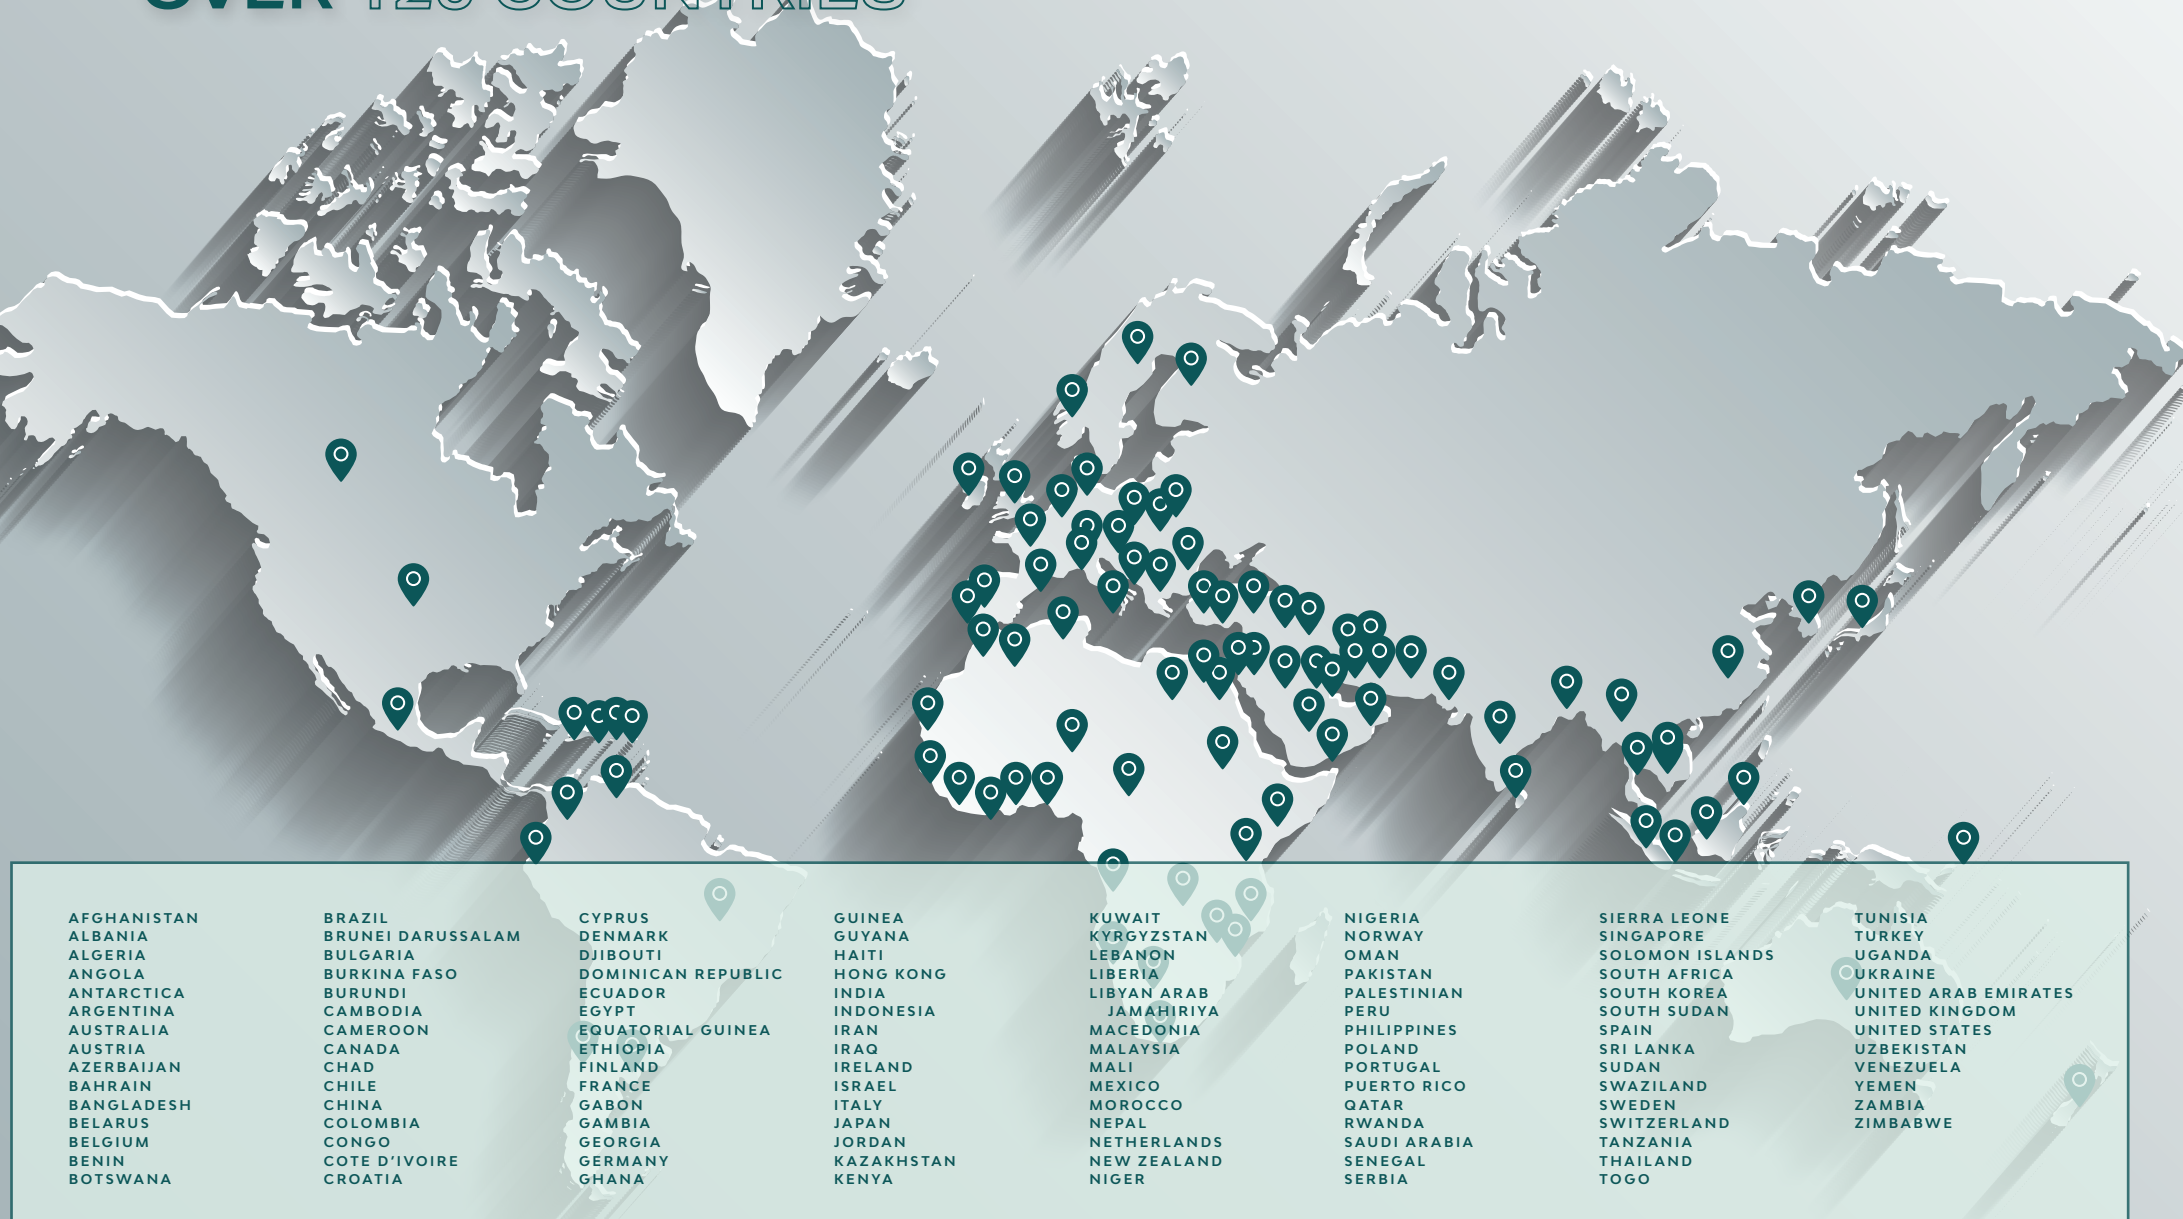 OVER 120 COUNTRIES
AFGHANISTAN
ALBANIA
ALGERIA
ANGOLA
ANTARCTICA
ARGENTINA
AUSTRALIA
AUSTRIA
AZERBAIJAN
BAHRAIN
BANGLADESH
BELARUS
BELGIUM
BENIN
BOTSWANA
BRAZIL
BRUNEI DARUSSALAM
BULGARIA
BURKINA FASO
BURUNDI
CAMBODIA
CAMEROON
CANADA
CHAD
CHILE
CHINA
COLOMBIA
CONGO
COTE D'IVOIRE
CROATIA
CYPRUS
DENMARK
DJIBOUTI
DOMINICAN REPUBLIC
ECUADOR
EGYPT
EQUATORIAL GUINEA
ETHIOPIA
FINLAND
FRANCE
GABON
GAMBIA
GEORGIA
GERMANY
GHANA
GUINEA
GUYANA
HAITI
HONG KONG
INDIA
INDONESIA
IRAN
IRAQ
IRELAND
ISRAEL
ITALY
JAPAN
JORDAN
KAZAKHSTAN
KENYA
KUWAIT
KYRGYZSTAN
LEBANON
LIBERIA
LIBYAN ARAB
JAMAHIRIYA
MACEDONIA
MALAYSIA
MALI
MEXICO
MOROCCO
NEPAL
NETHERLANDS
NEW ZEALAND
NIGER
NIGERIA
NORWAY
OMAN
PAKISTAN
PALESTINIAN
PERU
PHILIPPINES
POLAND
PORTUGAL
PUERTO RICO
QATAR
RWANDA
SAUDI ARABIA
SENEGAL
SERBIA
SIERRA LEONE
SINGAPORE
SOLOMON ISLANDS
SOUTH AFRICA
SOUTH KOREA
SOUTH SUDAN
SPAIN
SRI LANKA
SUDAN
SWAZILAND
SWEDEN
SWITZERLAND
TANZANIA
THAILAND
TOGO
TUNISIA
TURKEY
UGANDA
UKRAINE
UNITED ARAB EMIRATES
UNITED KINGDOM
UNITED STATES
UZBEKISTAN
VENEZUELA
YEMEN
ZAMBIA
ZIMBABWE